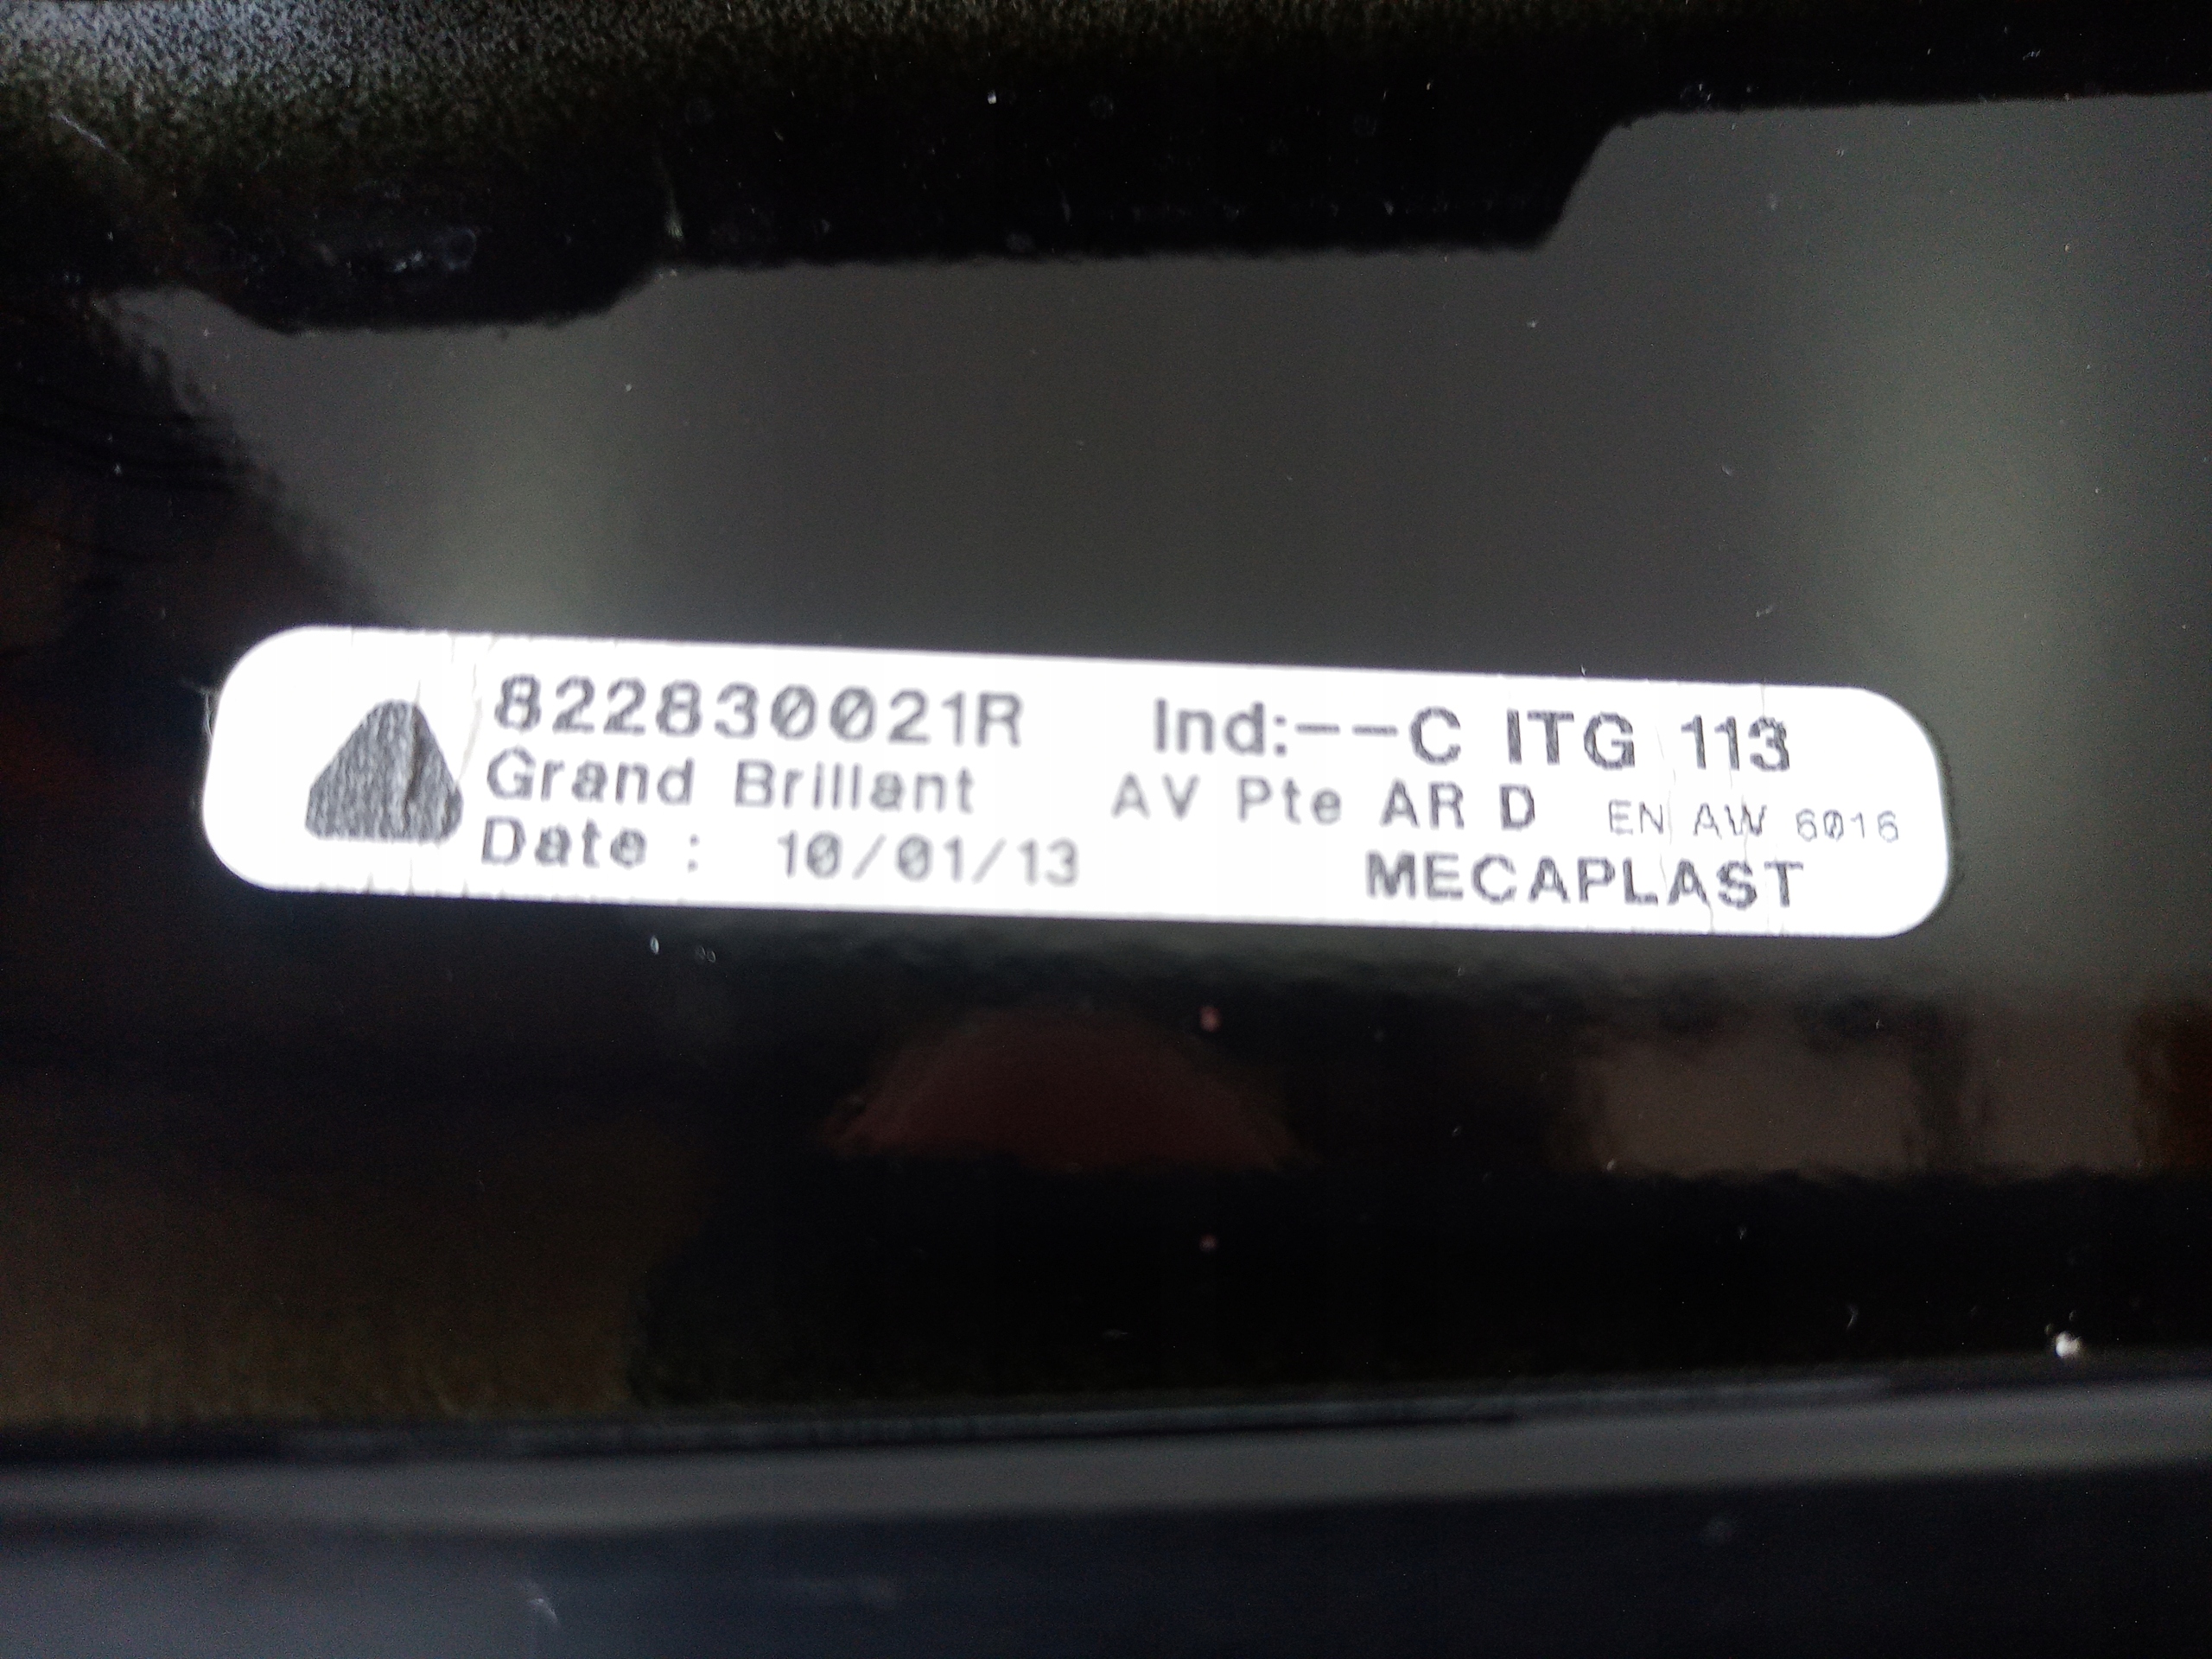 822830021R Ind:--C ITG 113
Grand Brillant AV Pte AR D EN AW 6016
Date : 10/01/13 MECAPLAST